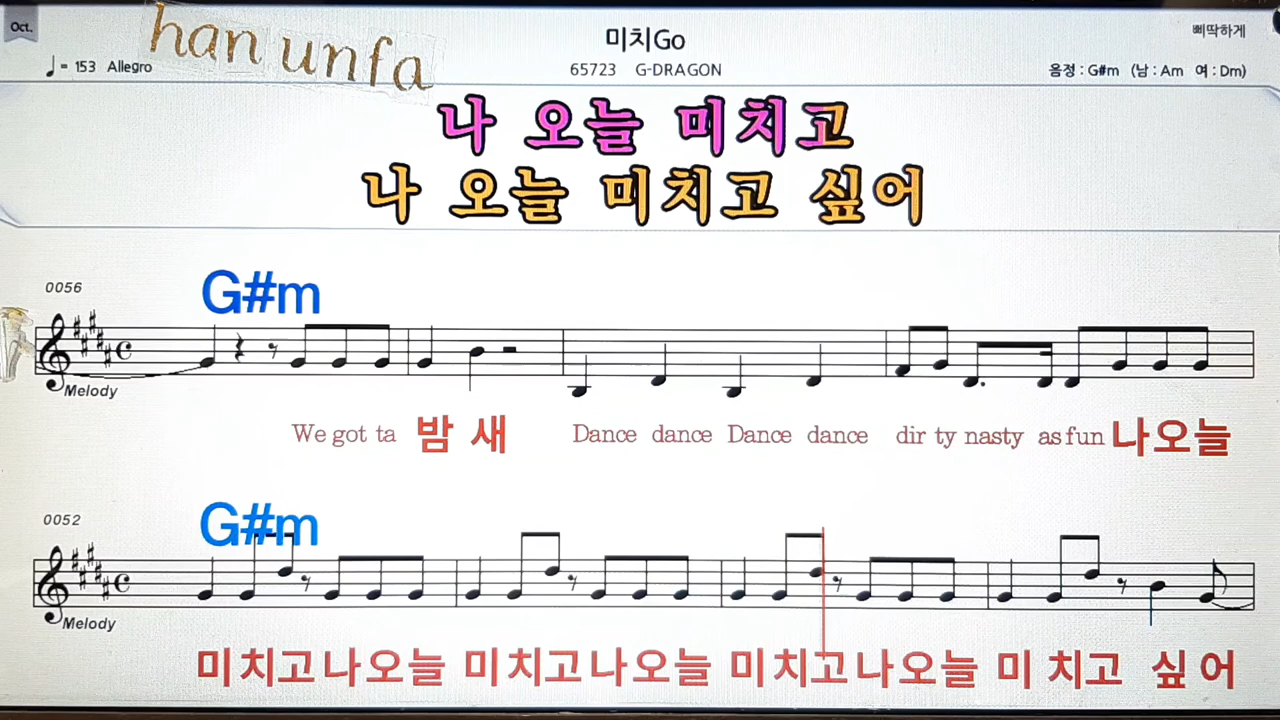 Oct.
han unfa
미치Go
삐딱하게
♩= 153 Allegro
65723 G-DRAGON
음정 : G#m (남 : Am 여 : Dm)
나 오늘 미치고
나 오늘 미치고 싶어
0056
G#m
Melody
We got ta 밤 새 Dance dance Dance dance dir ty nasty as fun 나오늘
0052
G#m
Melody
미치고나오늘 미치고나오늘 미치고나오늘 미 치고 싶 어